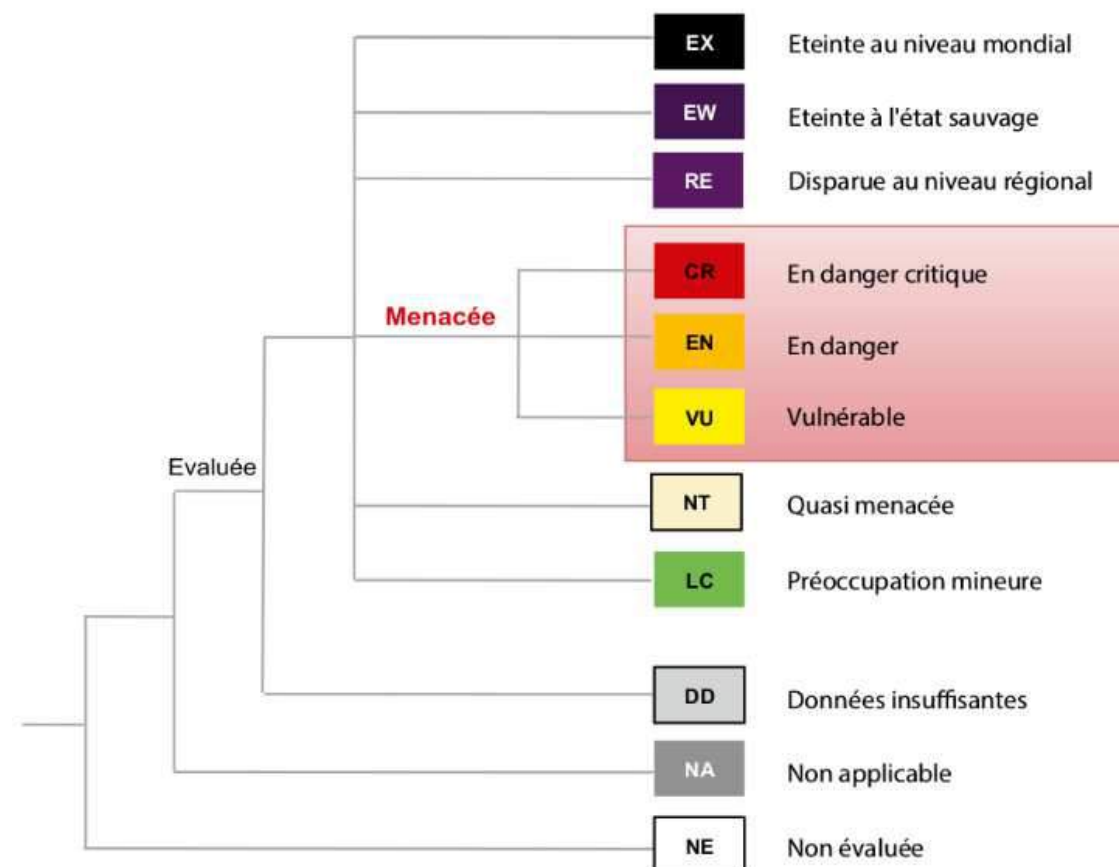 EX Eteinte au niveau mondial
EW Eteinte à l'état sauvage
RE Disparue au niveau régional
CR En danger critique
Menacée
EN En danger
VU Vulnérable
Evaluée
NT Quasi menacée
LC Préoccupation mineure
DD Données insuffisantes
NA Non applicable
NE Non évaluée